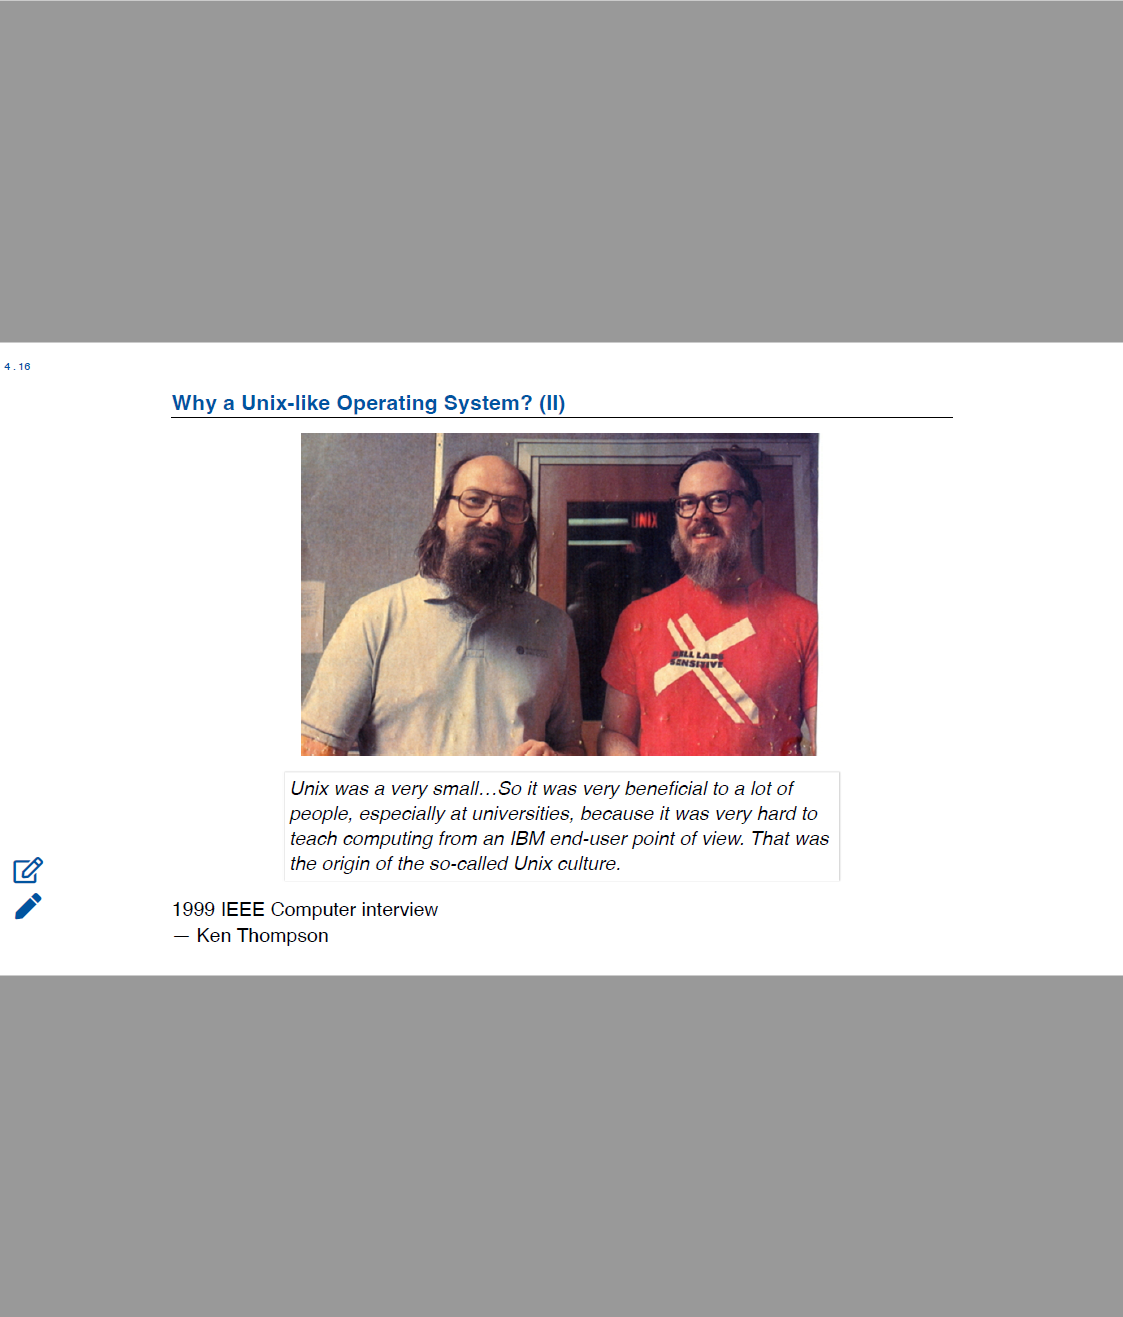 4 . 16
Why a Unix-like Operating System? (II)
UNIX
BELL LABS
SENSITIVE
Unix was a very small…So it was very beneficial to a lot of
people, especially at universities, because it was very hard to
teach computing from an IBM end-user point of view. That was
the origin of the so-called Unix culture.
1999 IEEE Computer interview
— Ken Thompson